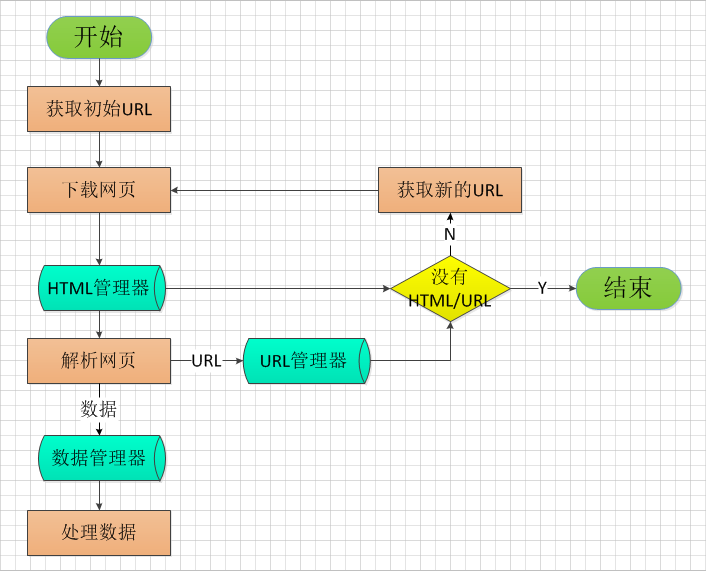 开始
获取初始URL
下载网页
获取新的URL
N
HTML管理器
没有
HTML/URL
Y
结束
解析网页
URL
URL管理器
数据
数据管理器
处理数据